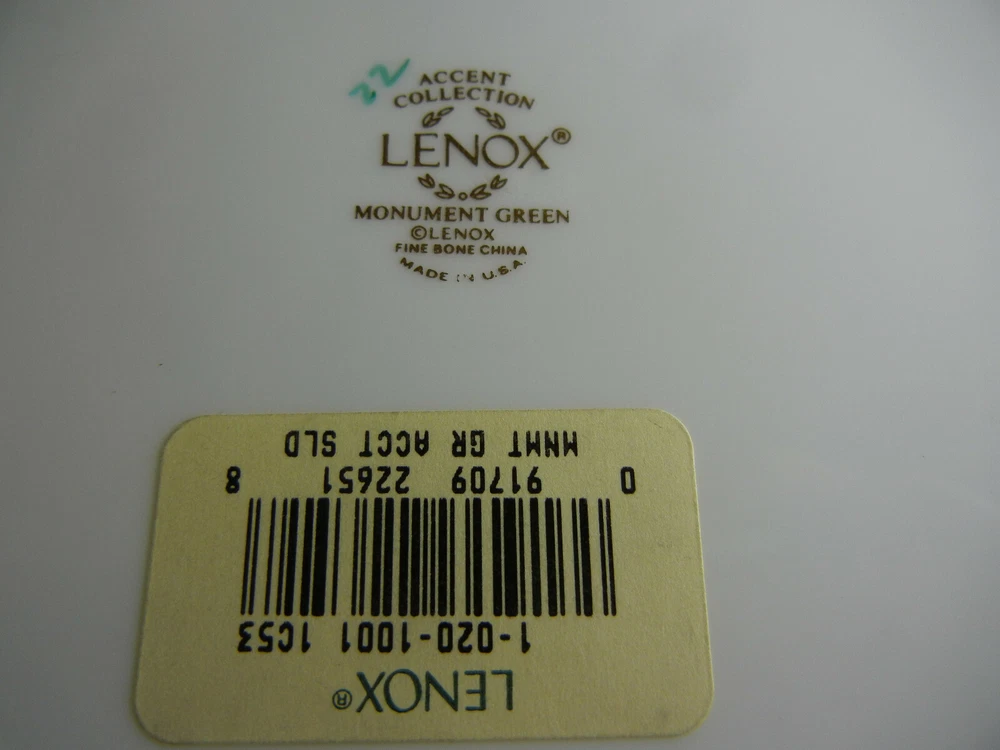 22
ACCENT
COLLECTION
LENOX®
MONUMENT GREEN
©LENOX
FINE BONE CHINA
MADE IN U.S.A.
LENOX®
1-020-1001 1C53
0 91709 22651 8
MNMT GR ACCT SLD